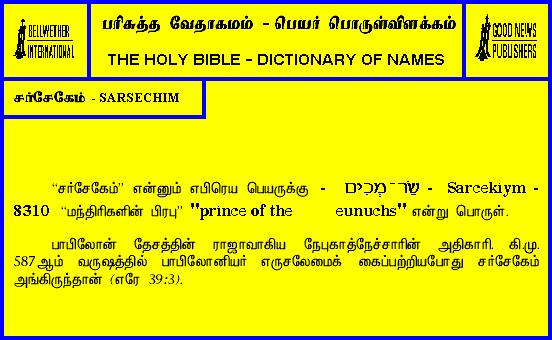 BELLWETHER
INTERNATIONAL
பரிசுத்த வேதாகமம் - பெயர் பொருள்விளக்கம்
THE HOLY BIBLE - DICTIONARY OF NAMES
GOOD NEWS
PUBLISHERS
சர்சேகேம் - SARSECHIM
“சர்சேகேம்” என்னும் எபிரெய பெயருக்கு - שַׂר־מְכִים - Sarcekiym -
8310 “மந்திரிகளின் பிரபு” "prince of the eunuchs" என்று பொருள்.
பாபிலோன் தேசத்தின் ராஜாவாகிய நேபுகாத்நேச்சாரின் அதிகாரி. கி.மு.
587ஆம் வருஷத்தில் பாபிலோனியர் எருசலேமைக் கைப்பற்றியபோது சர்சேகேம்
அங்கிருந்தான் (எரே 39:3).